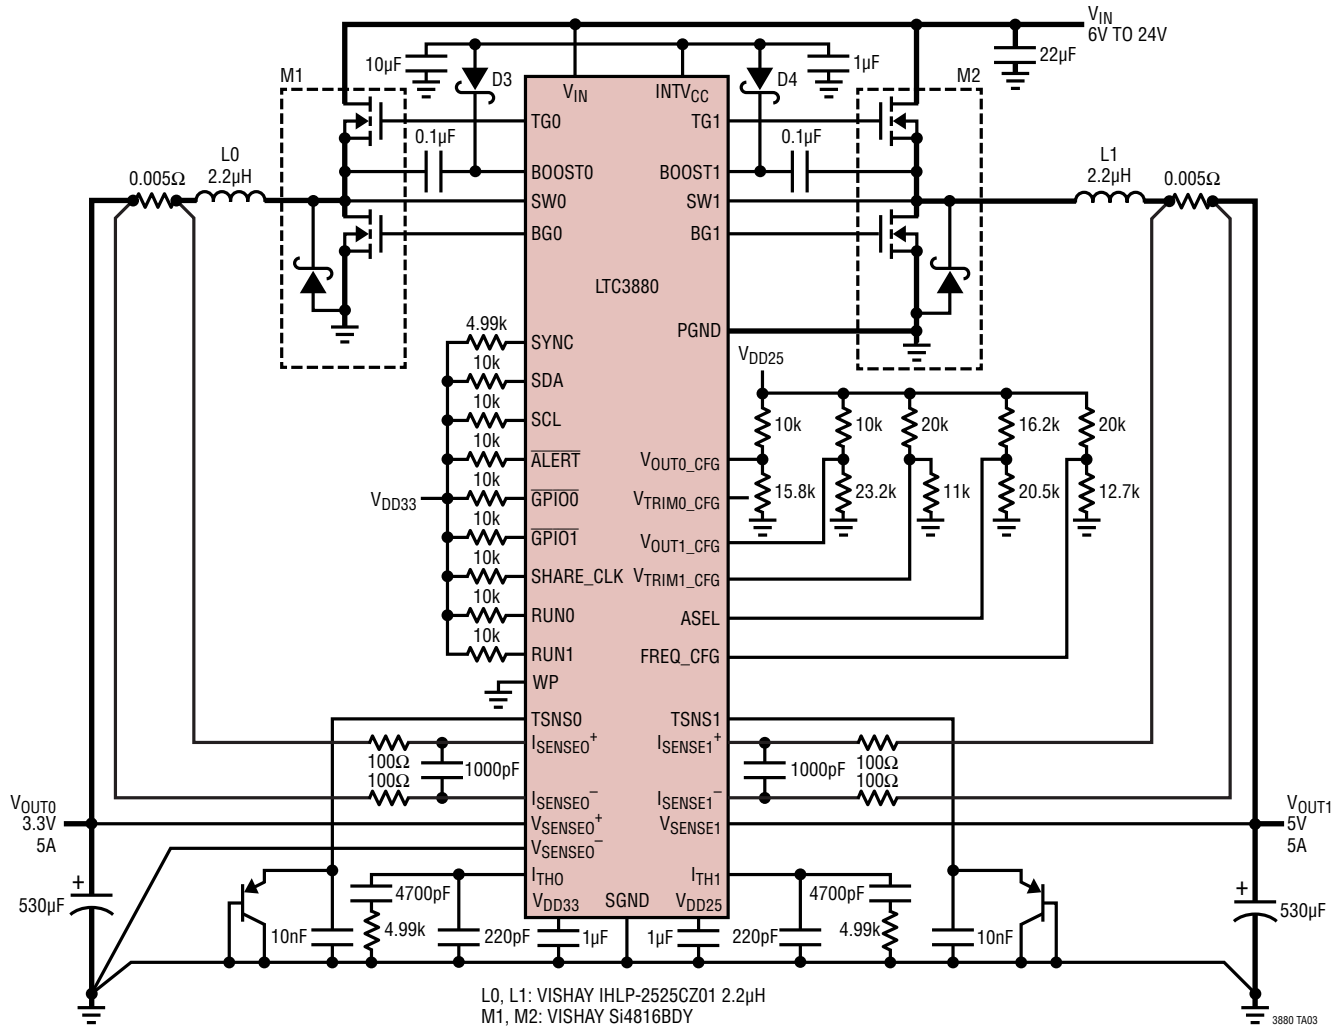 VIN
6V TO 24V
22µF
10µF
1µF
M1
D3
D4
M2
VIN
INTVCC
TG0
TG1
0.1µF
0.1µF
L0
2.2µH
L1
2.2µH
0.005Ω
0.005Ω
BOOST0
BOOST1
SW0
SW1
BG0
BG1
LTC3880
PGND
4.99k
SYNC
10k
SDA
10k
SCL
10k
ALERT
10k
VDD33
GPIO0
10k
GPIO1
10k
SHARE_CLK
10k
RUN0
10k
RUN1
WP
VDD25
10k
10k
20k
16.2k
20k
VOUT0_CFG
15.8k
23.2k
11k
20.5k
12.7k
VTRIM0_CFG
VOUT1_CFG
VTRIM1_CFG
ASEL
FREQ_CFG
TSNS0
TSNS1
ISENSE0+
ISENSE1+
100Ω
100Ω
1000pF
1000pF
100Ω
100Ω
ISENSE0−
ISENSE1−
VOUT0
3.3V
5A
VSENSE0+
VSENSE1
VOUT1
5V
5A
VSENSE0−
ITH0
ITH1
4700pF
4700pF
VDD33
SGND
VDD25
+
530µF
+
530µF
10nF
4.99k
220pF
1µF
1µF
220pF
4.99k
10nF
L0, L1: VISHAY IHLP-2525CZ01 2.2µH
M1, M2: VISHAY Si4816BDY
3880 TA03